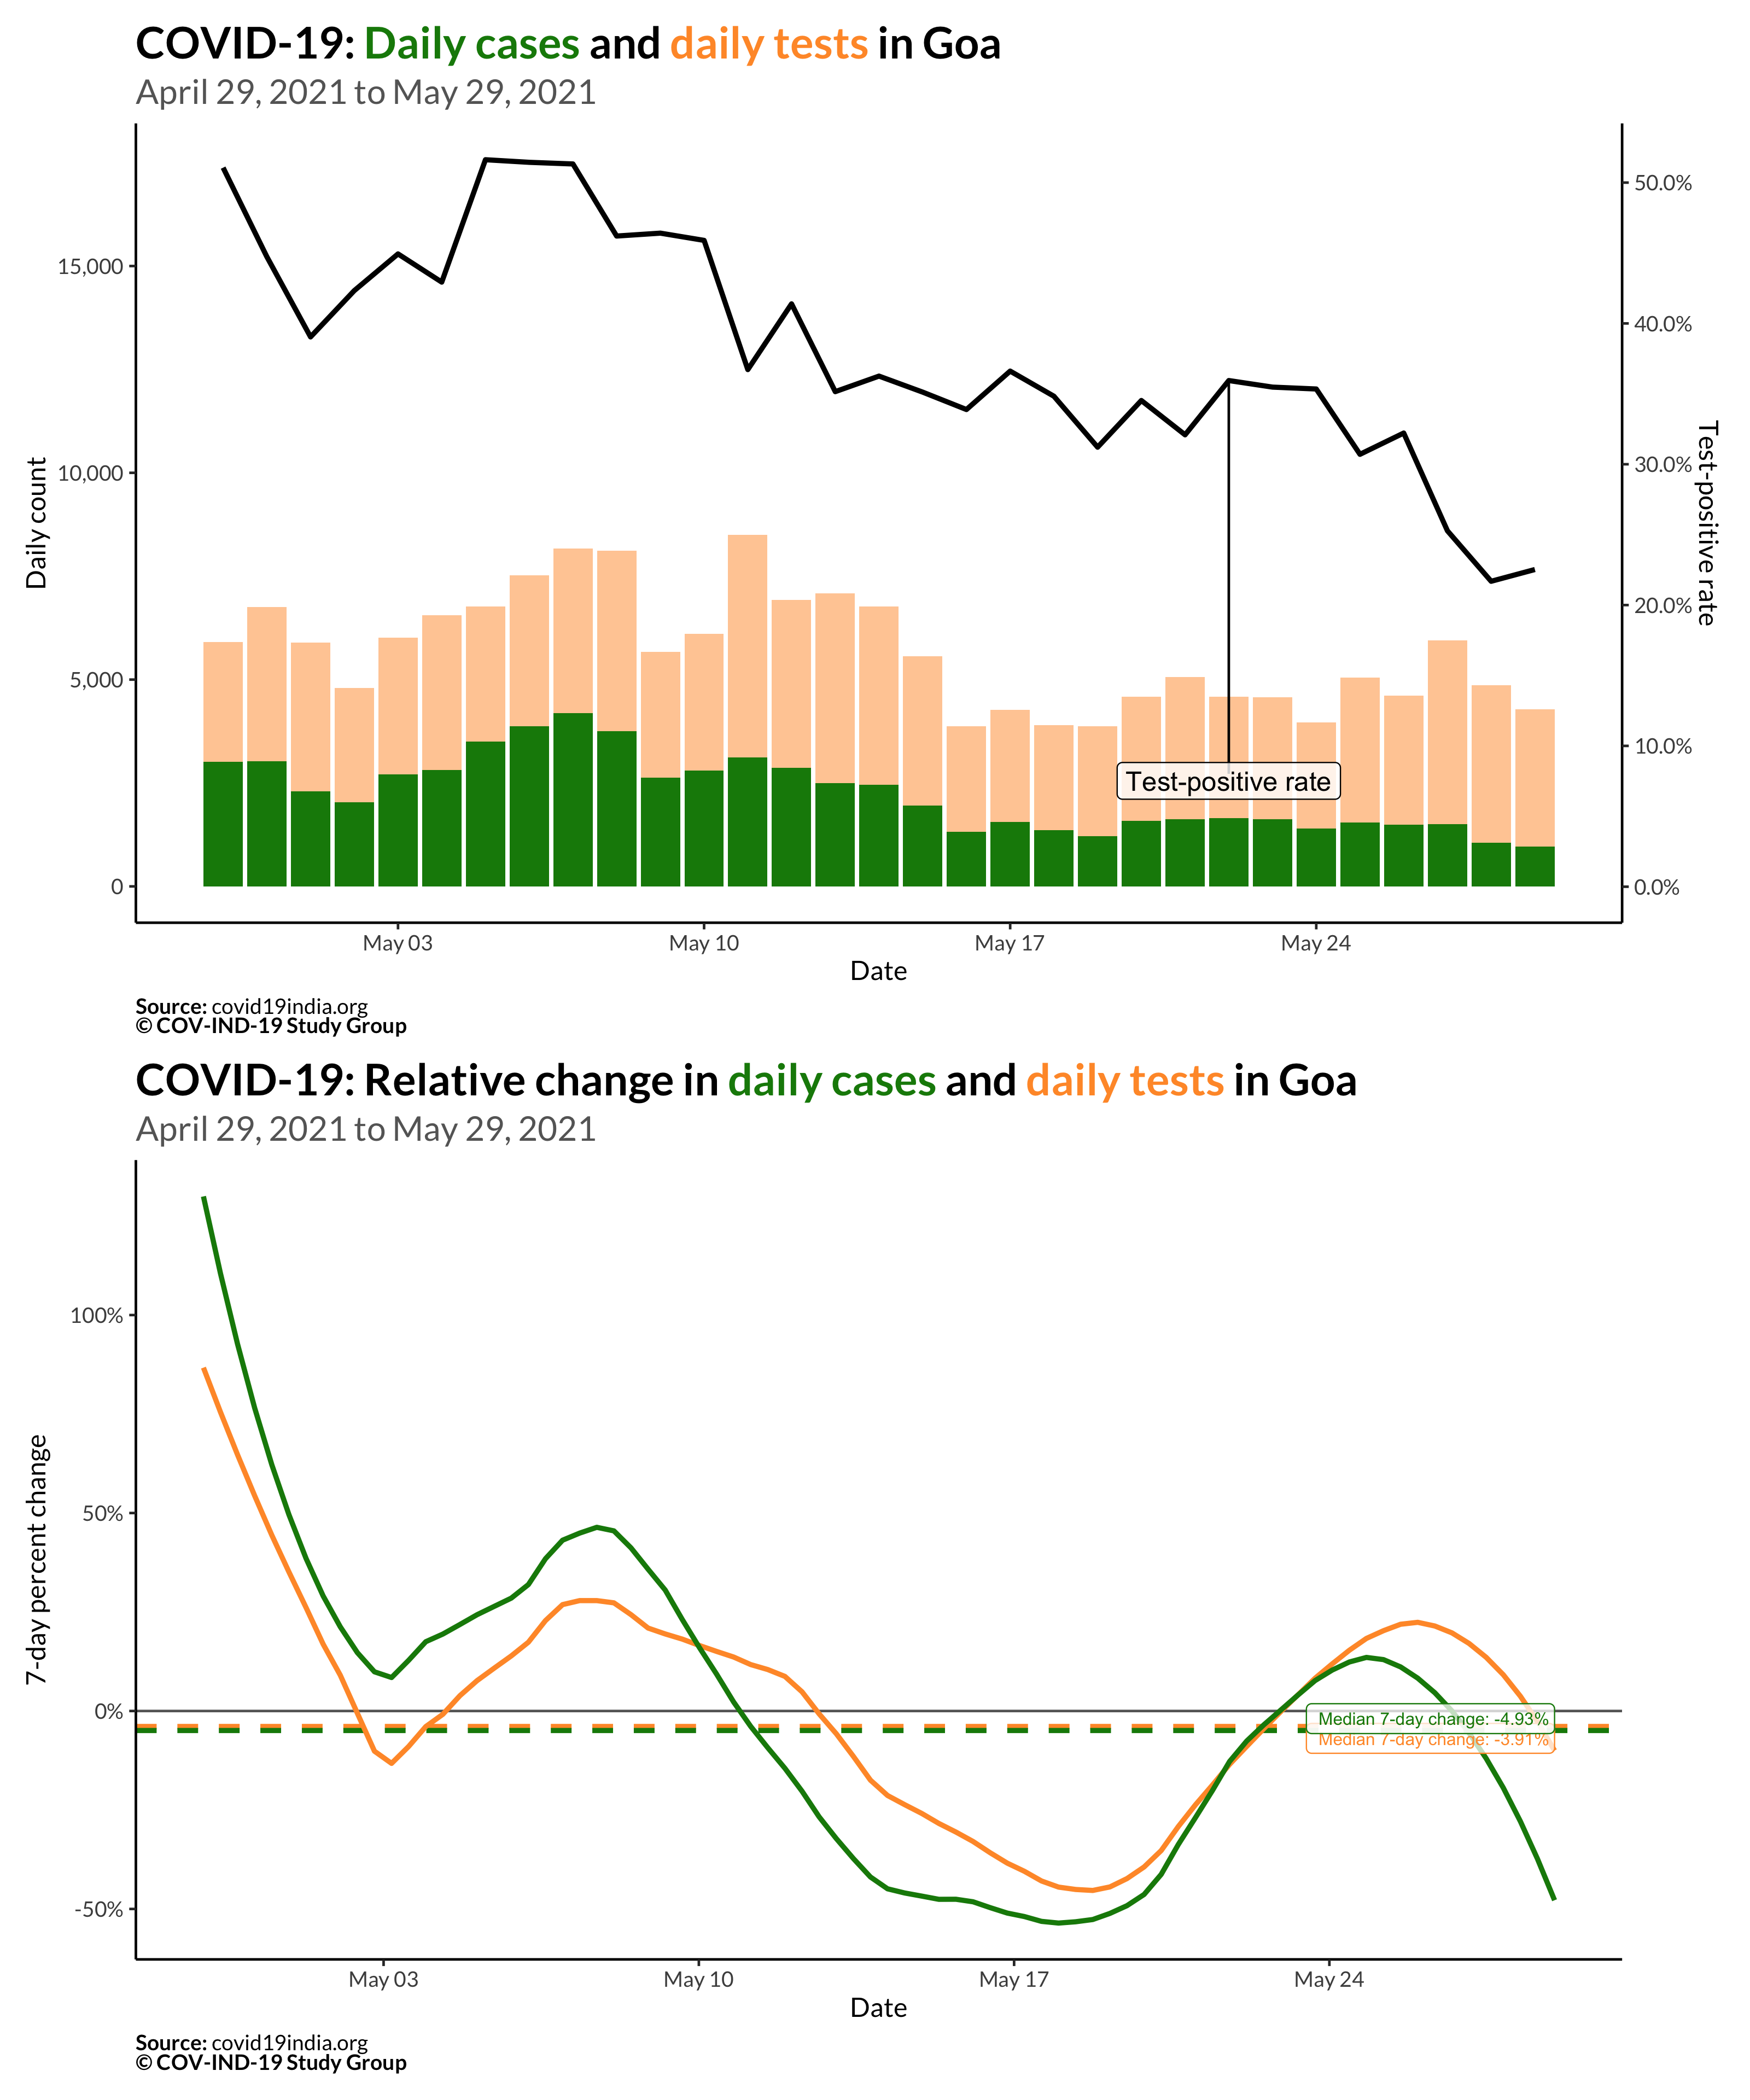 COVID-19: Daily cases and daily tests in Goa
April 29, 2021 to May 29, 2021
Daily count
15,000
10,000
5,000
0
50.0%
40.0%
30.0%
20.0%
10.0%
0.0%
Test-positive rate
Test-positive rate
May 03
May 10
May 17
May 24
Date
Source: covid19india.org
© COV-IND-19 Study Group
COVID-19: Relative change in daily cases and daily tests in Goa
April 29, 2021 to May 29, 2021
7-day percent change
100%
50%
0%
-50%
Median 7-day change: -4.93%
Median 7-day change: -3.91%
May 03
May 10
May 17
May 24
Date
Source: covid19india.org
© COV-IND-19 Study Group